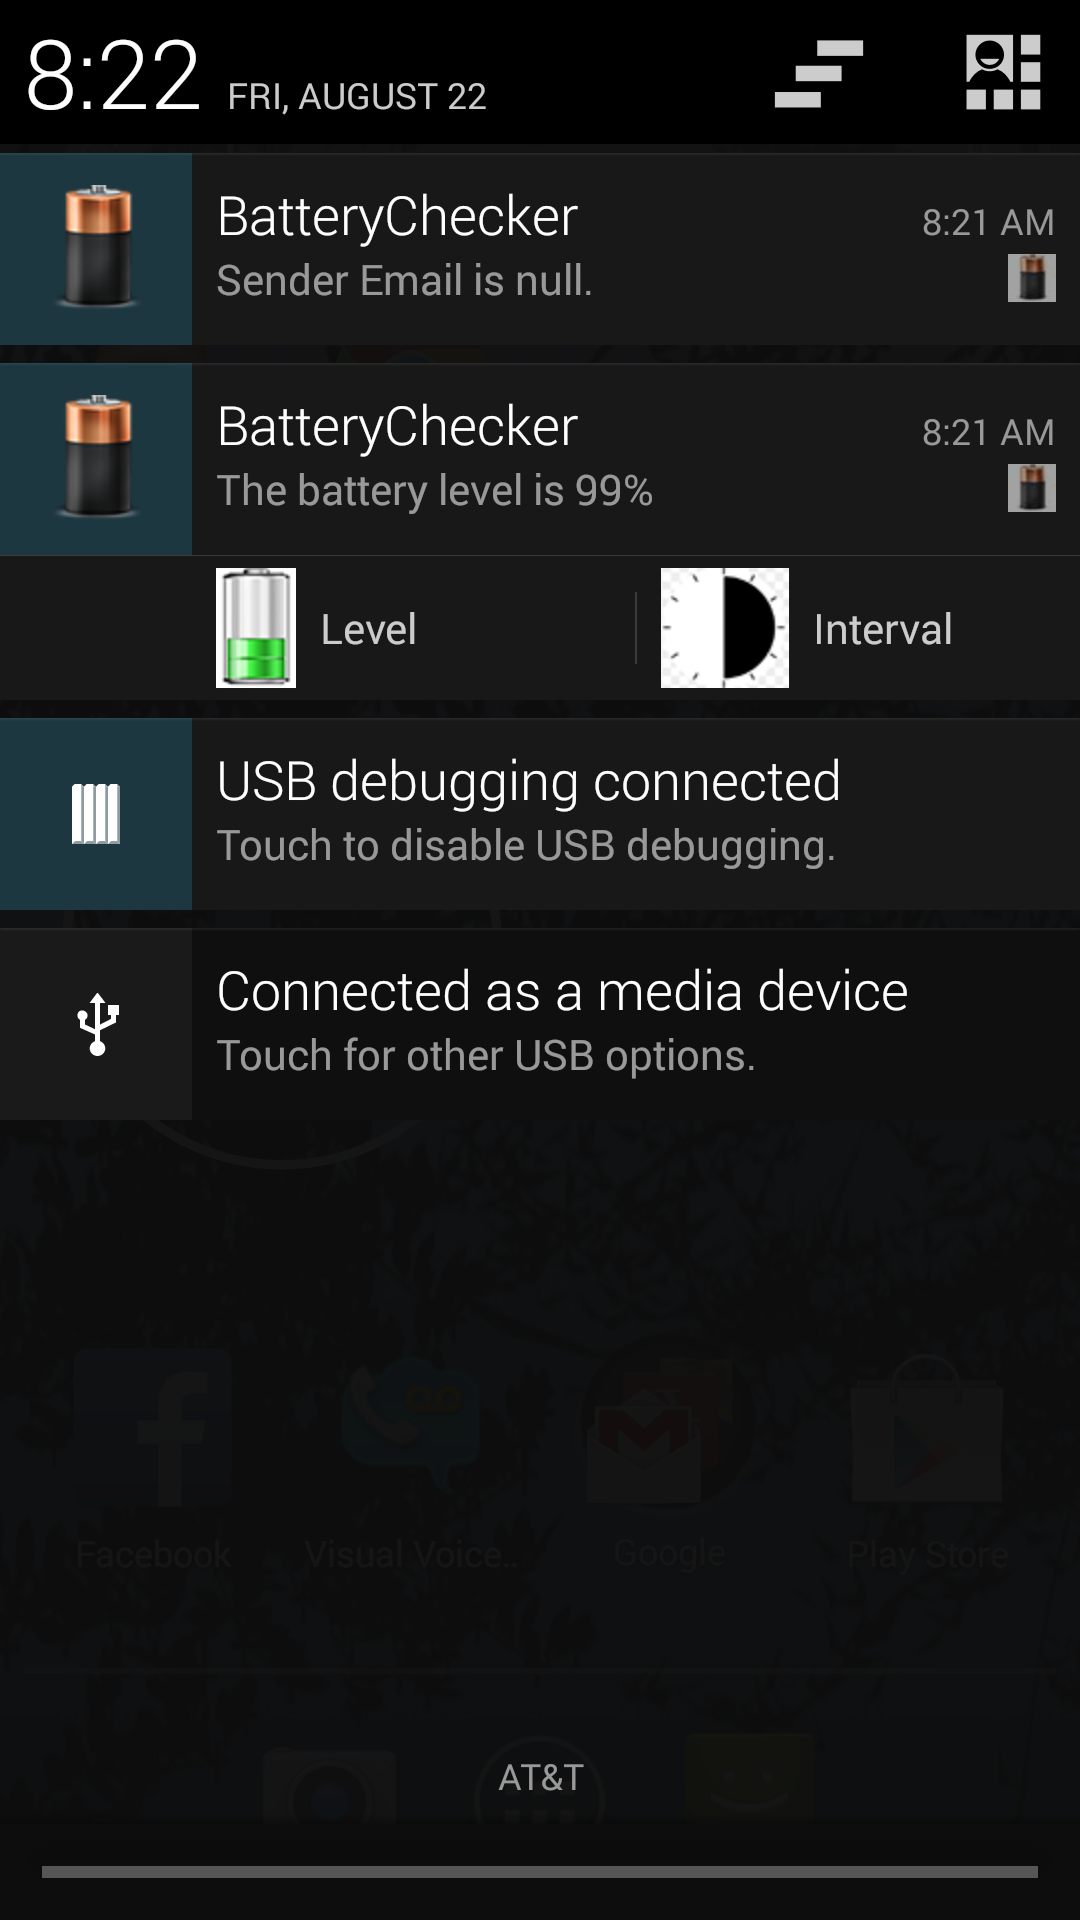 8:22 FRI, AUGUST 22
BatteryChecker 8:21 AM
Sender Email is null.
BatteryChecker 8:21 AM
The battery level is 99%
Level Interval
USB debugging connected
Touch to disable USB debugging.
Connected as a media device
Touch for other USB options.
Facebook Visual Voice.. Google Play Store
AT&T